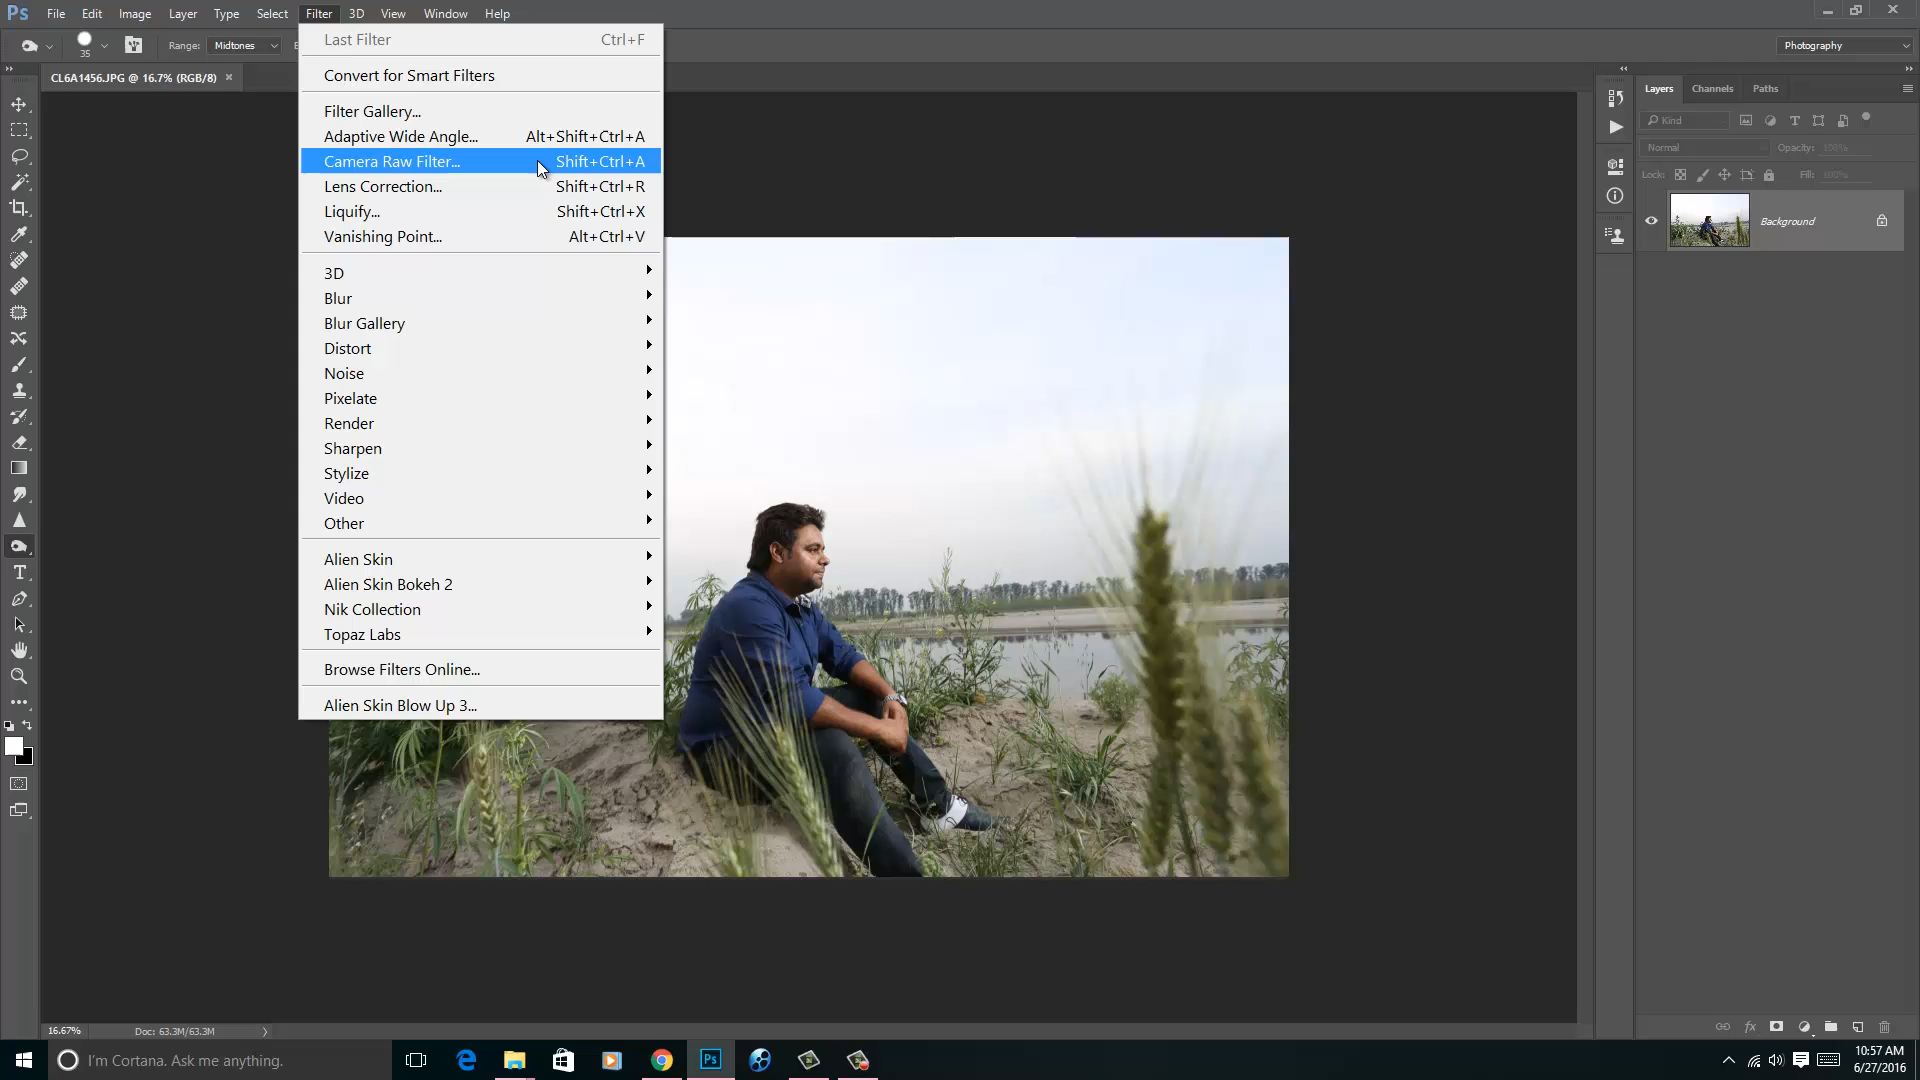 Ps File Edit Image Layer Type Select Filter 3D View Window Help
35 Range: Midtones Photography
CL6A1456.JPG @ 16.7% (RGB/8) ×
Last Filter Ctrl+F
Convert for Smart Filters
Filter Gallery...
Adaptive Wide Angle... Alt+Shift+Ctrl+A
Camera Raw Filter... Shift+Ctrl+A
Lens Correction... Shift+Ctrl+R
Liquify... Shift+Ctrl+X
Vanishing Point... Alt+Ctrl+V
3D
Blur
Blur Gallery
Distort
Noise
Pixelate
Render
Sharpen
Stylize
Video
Other
Alien Skin
Alien Skin Bokeh 2
Nik Collection
Topaz Labs
Browse Filters Online...
Alien Skin Blow Up 3...
Layers Channels Paths
Kind
Normal Opacity: 100%
Lock: Fill: 100%
Background
16.67% Doc: 63.3M/63.3M
I'm Cortana. Ask me anything.
Ps
10:57 AM
6/27/2016